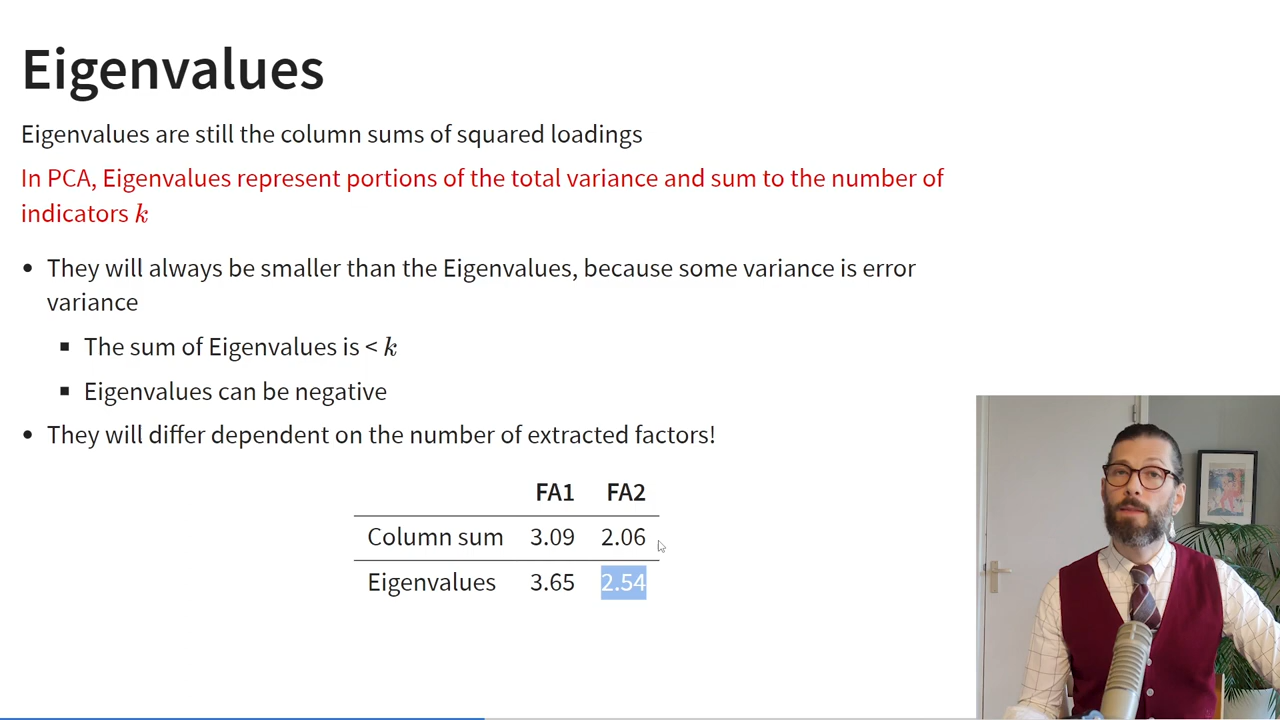 Eigenvalues
Eigenvalues are still the column sums of squared loadings
In PCA, Eigenvalues represent portions of the total variance and sum to the number of
indicators k
• They will always be smaller than the Eigenvalues, because some variance is error
variance
▪ The sum of Eigenvalues is < k
▪ Eigenvalues can be negative
• They will differ dependent on the number of extracted factors!
FA1 FA2
Column sum 3.09 2.06
Eigenvalues 3.65 2.54